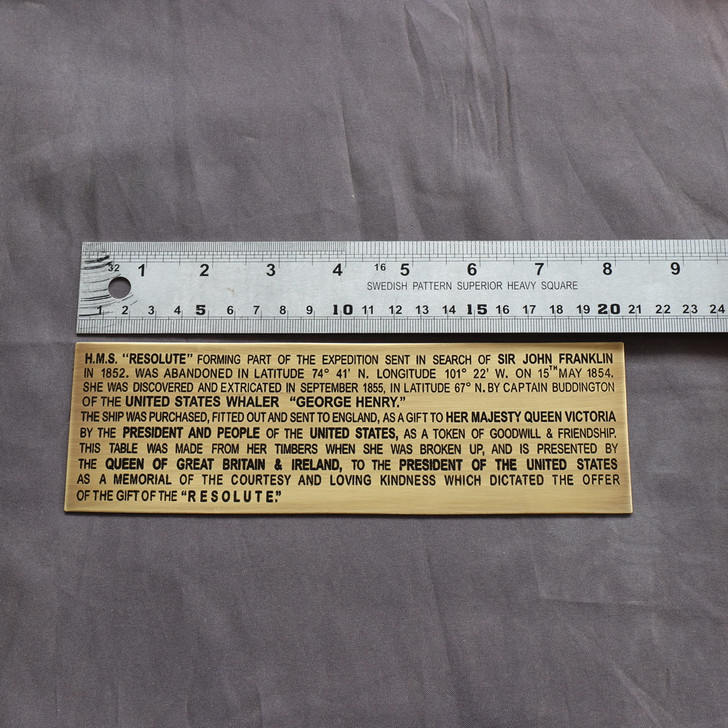 32 1 2 3 4 16 5 6 7 8 9
SWEDISH PATTERN SUPERIOR HEAVY SQUARE
1 2 3 4 5 6 7 8 9 10 11 12 13 14 15 16 17 18 19 20 21 22 23 24
H.M.S. "RESOLUTE" FORMING PART OF THE EXPEDITION SENT IN SEARCH OF SIR JOHN FRANKLIN
IN 1852. WAS ABANDONED IN LATITUDE 74° 41' N. LONGITUDE 101° 22' W. ON 15TH MAY 1854.
SHE WAS DISCOVERED AND EXTRICATED IN SEPTEMBER 1855, IN LATITUDE 67° N. BY CAPTAIN BUDDINGTON
OF THE UNITED STATES WHALER "GEORGE HENRY."
THE SHIP WAS PURCHASED, FITTED OUT AND SENT TO ENGLAND, AS A GIFT TO HER MAJESTY QUEEN VICTORIA
BY THE PRESIDENT AND PEOPLE OF THE UNITED STATES, AS A TOKEN OF GOODWILL & FRIENDSHIP.
THIS TABLE WAS MADE FROM HER TIMBERS WHEN SHE WAS BROKEN UP, AND IS PRESENTED BY
THE QUEEN OF GREAT BRITAIN & IRELAND, TO THE PRESIDENT OF THE UNITED STATES
AS A MEMORIAL OF THE COURTESY AND LOVING KINDNESS WHICH DICTATED THE OFFER
OF THE GIFT OF THE "RESOLUTE."